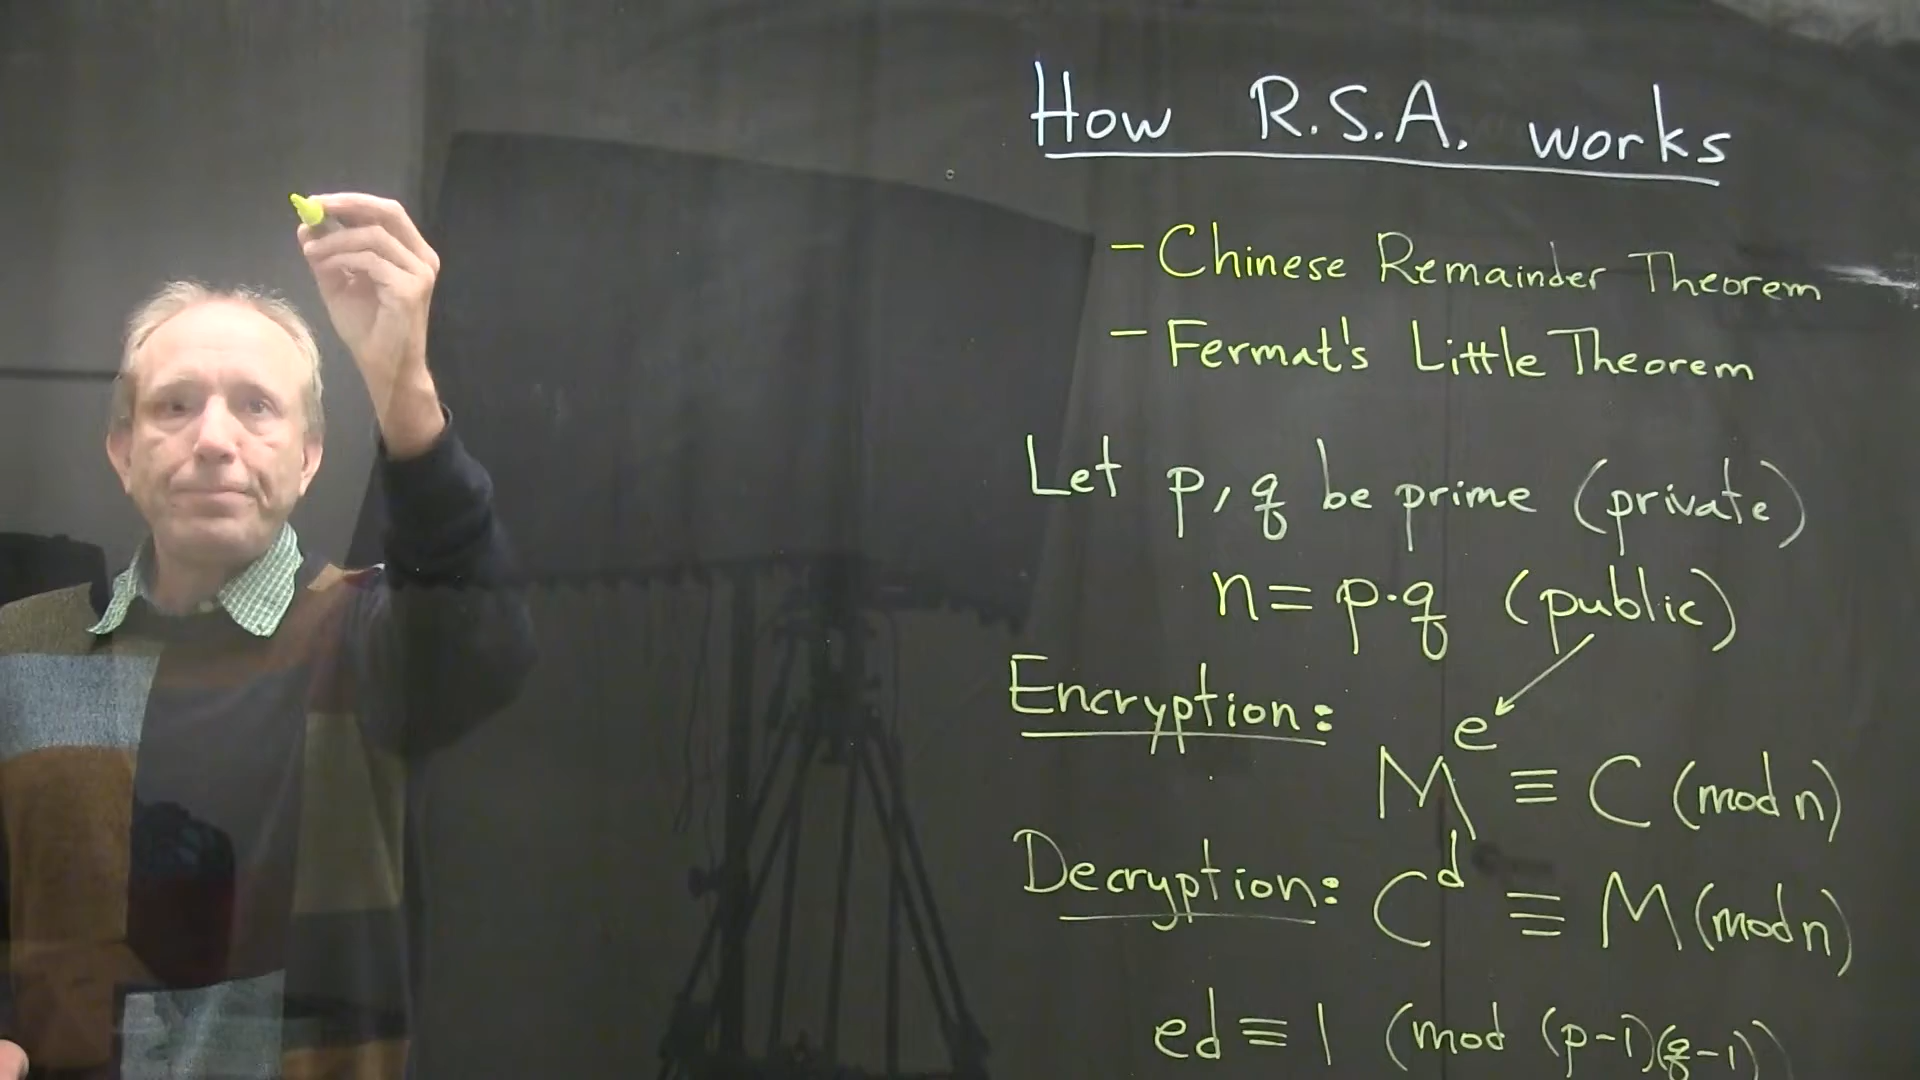 How R.S.A. works
- Chinese Remainder Theorem
- Fermat's Little Theorem
Let p, q be prime (private)
n = p·q (public)
Encryption:
M^e ≡ C (mod n)
Decryption: C^d ≡ M (mod n)
ed ≡ 1 (mod (p-1)(q-1))